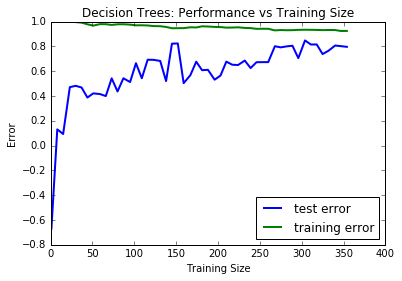 Decision Trees: Performance vs Training Size
Error
1.0
0.8
0.6
0.4
0.2
0.0
−0.2
−0.4
−0.6
−0.8
0 50 100 150 200 250 300 350 400
Training Size
test error
training error